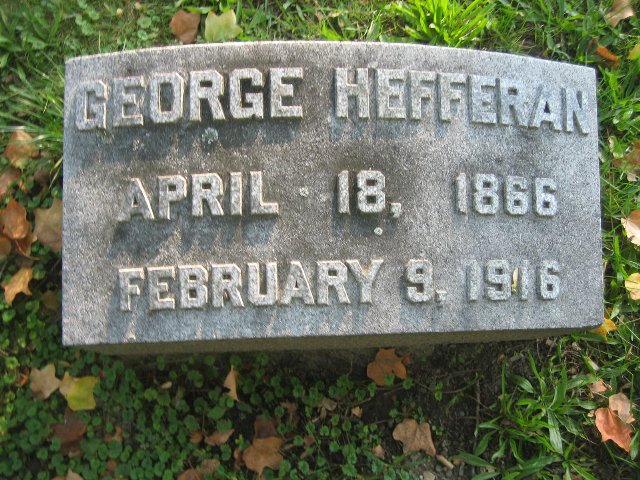 GEORGE HEFFERAN
APRIL 18, 1866
FEBRUARY 9, 1916